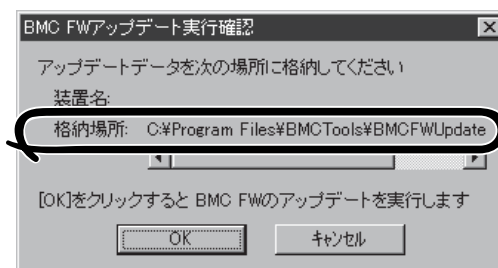 BMC FWアップデート実行確認
アップデートデータを次の場所に格納してください
装置名:
格納場所: C:¥Program Files¥BMCTools¥BMCFWUpdate
[OK]をクリックすると BMC FWのアップデートを実行します
OK キャンセル